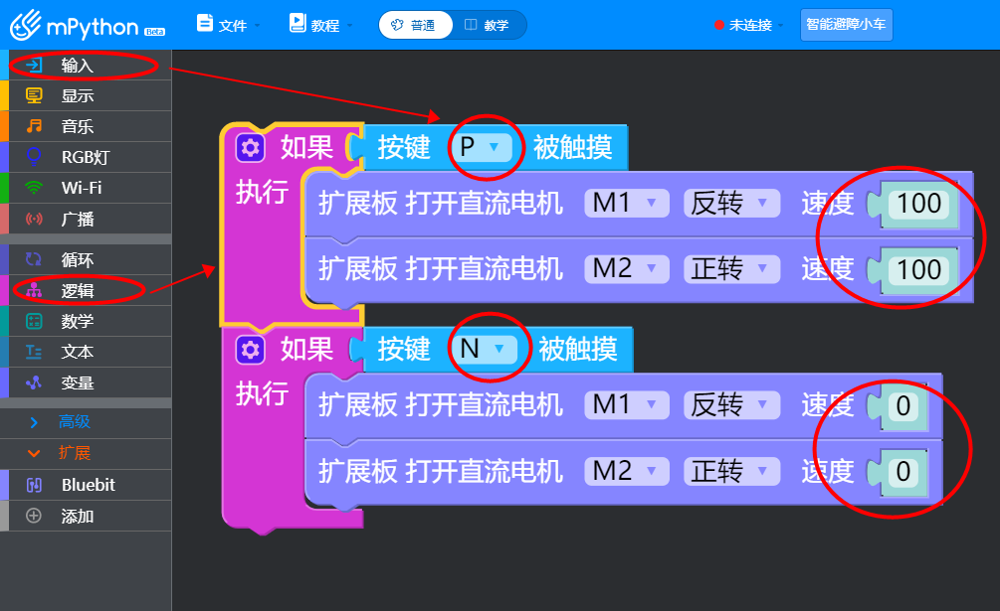 mPython Beta 文件 教程 普通 教学 未连接 智能避障小车
输入
显示
音乐
RGB灯
Wi-Fi
广播
循环
逻辑
数学
文本
变量
高级
扩展
Bluebit
添加
如果 按键 P 被触摸
执行 扩展板 打开直流电机 M1 反转 速度 100
扩展板 打开直流电机 M2 正转 速度 100
如果 按键 N 被触摸
执行 扩展板 打开直流电机 M1 反转 速度 0
扩展板 打开直流电机 M2 正转 速度 0